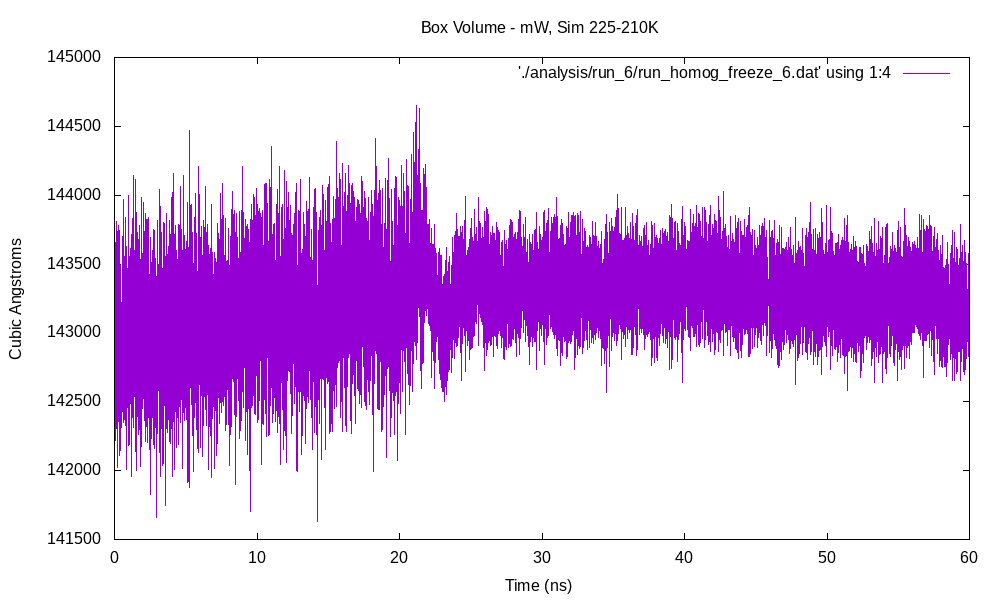 Box Volume - mW, Sim 225-210K
'./analysis/run_6/run_homog_freeze_6.dat' using 1:4
Cubic Angstroms
145000
144500
144000
143500
143000
142500
142000
141500
0 10 20 30 40 50 60
Time (ns)